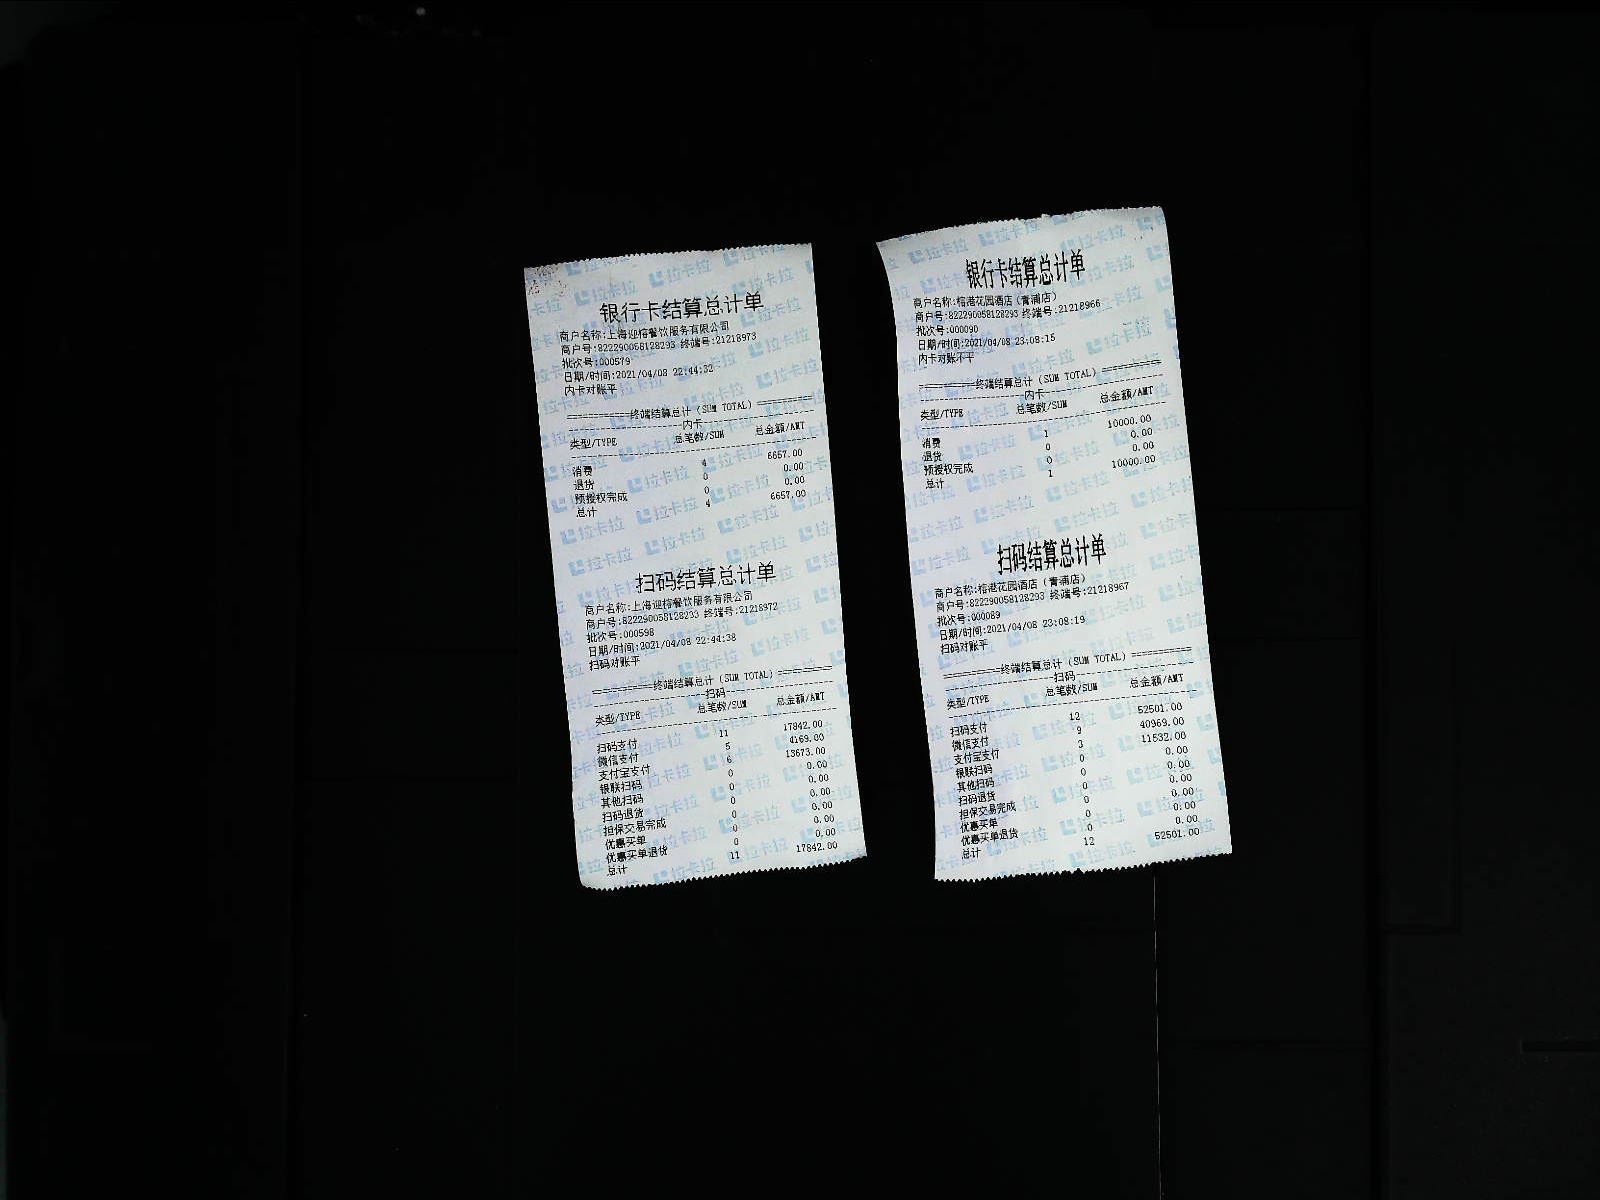 银行卡结算总计单
商户名称:上海迎榕餐饮服务有限公司
商户号:822290058128293 终端号:21218973
批次号:000579
日期/时间:2021/04/08 22:44:32
内卡对账平
===========终端结算总计(SUM TOTAL)==========
内卡
类型/TYPE 总笔数/SUM 总金额/AMT
消费 4 6657.00
退货 0 0.00
预授权完成 0 0.00
总计 4 6657.00
扫码结算总计单
商户名称:上海迎榕餐饮服务有限公司
商户号:822290058128293 终端号:21218972
批次号:000598
日期/时间:2021/04/08 22:44:38
扫码对账平
===========终端结算总计(SUM TOTAL)==========
扫码
类型/TYPE 总笔数/SUM 总金额/AMT
扫码支付 11 17842.00
微信支付 5 4169.00
支付宝支付 6 13673.00
银联扫码 0 0.00
其他扫码 0 0.00
扫码退货 0 0.00
担保交易完成 0 0.00
优惠买单 0 0.00
优惠买单退货 0 0.00
总计 11 17842.00
银行卡结算总计单
商户名称:榕港花园酒店(青浦店)
商户号:822290058128293 终端号:21218966
批次号:000090
日期/时间:2021/04/08 23:08:15
内卡对账不平
===========终端结算总计(SUM TOTAL)==========
内卡
类型/TYPE 总笔数/SUM 总金额/AMT
消费 1 10000.00
退货 0 0.00
预授权完成 0 0.00
总计 1 10000.00
扫码结算总计单
商户名称:榕港花园酒店(青浦店)
商户号:822290058128293 终端号:21218967
批次号:000089
日期/时间:2021/04/08 23:08:19
扫码对账平
===========终端结算总计(SUM TOTAL)==========
扫码
类型/TYPE 总笔数/SUM 总金额/AMT
扫码支付 12 52501.00
微信支付 9 40969.00
支付宝支付 3 11532.00
银联扫码 0 0.00
其他扫码 0 0.00
扫码退货 0 0.00
担保交易完成 0 0.00
优惠买单 0 0.00
优惠买单退货 0 0.00
总计 12 52501.00